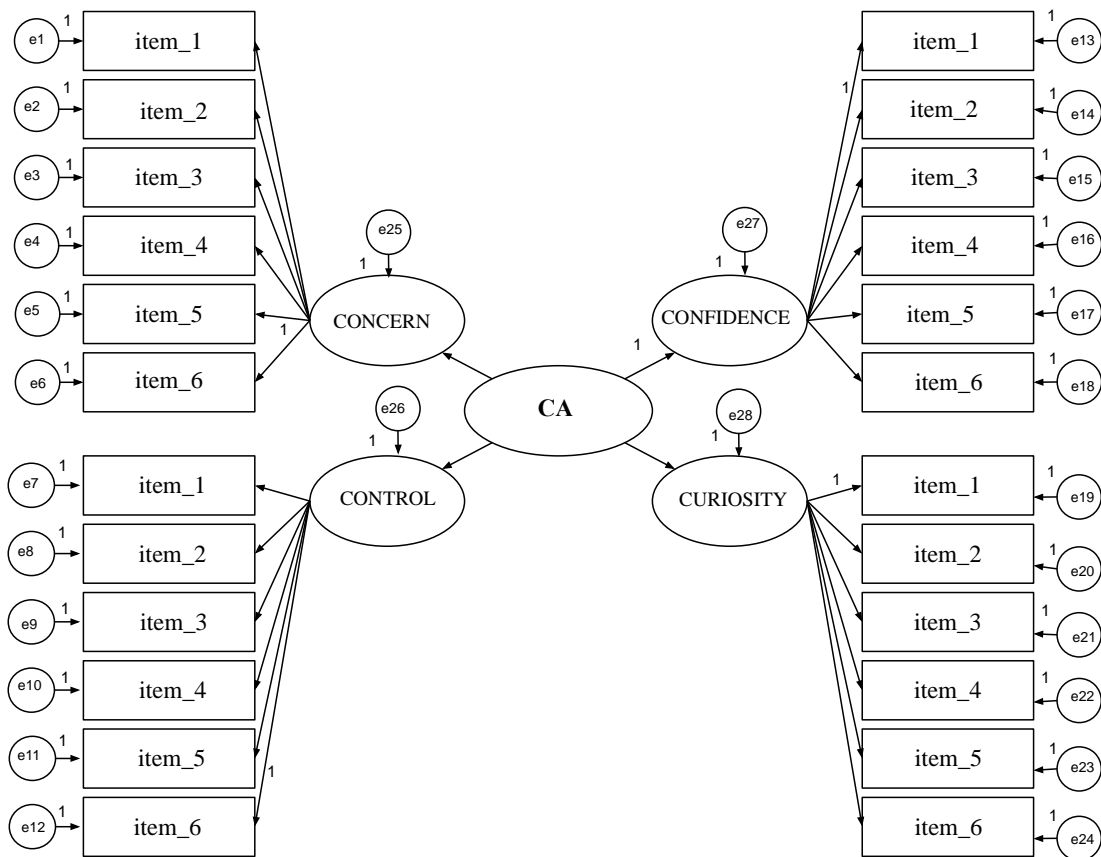 e1 1 item_1
e2 1 item_2
e3 1 item_3
e4 1 item_4
e5 1 item_5
e6 1 item_6
1
e25
1
CONCERN
e7 1 item_1
e8 1 item_2
e9 1 item_3
e10 1 item_4
e11 1 item_5
e12 1 item_6
1
e26
1
CONTROL
CA
1
e27
1
CONFIDENCE
1
item_1 1 e13
item_2 1 e14
item_3 1 e15
item_4 1 e16
item_5 1 e17
item_6 1 e18
e28
1
CURIOSITY
1
item_1 1 e19
item_2 1 e20
item_3 1 e21
item_4 1 e22
item_5 1 e23
item_6 1 e24